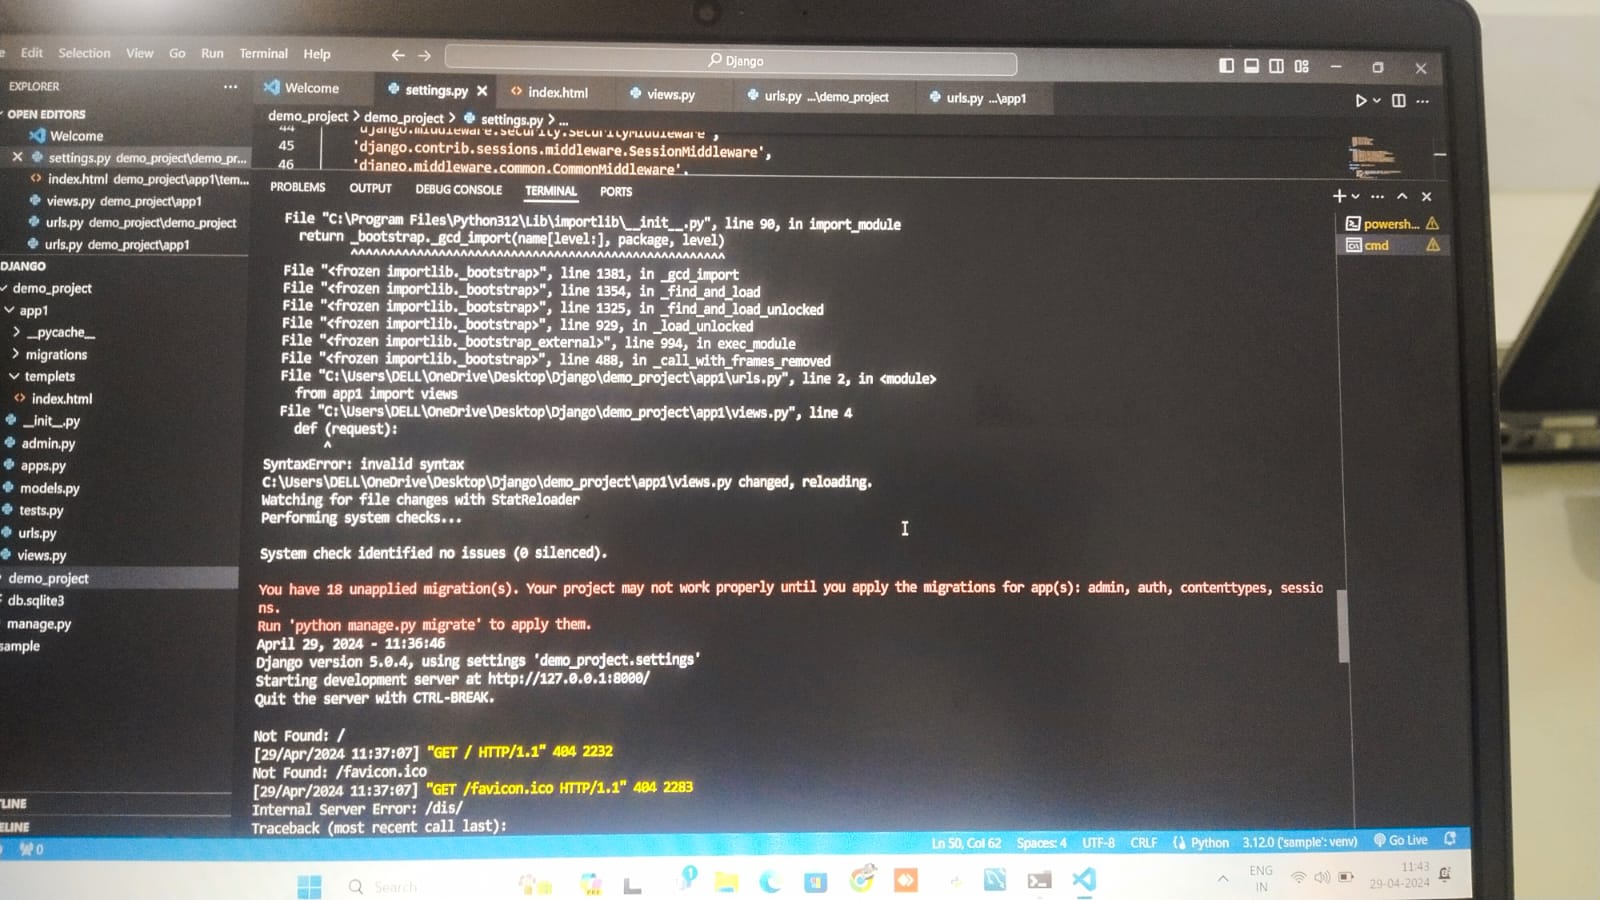 Edit Selection View Go Run Terminal Help
Django
EXPLORER
OPEN EDITORS
Welcome
settings.py demo_project\demo_pr...
index.html demo_project\app1\tem...
views.py demo_project\app1
urls.py demo_project\demo_project
urls.py demo_project\app1
DJANGO
demo_project
app1
__pycache__
migrations
templets
index.html
__init__.py
admin.py
apps.py
models.py
tests.py
urls.py
views.py
demo_project
db.sqlite3
manage.py
sample
Welcome settings.py index.html views.py urls.py ...\demo_project urls.py ...\app1
demo_project > demo_project > settings.py > ...
44 'django.middleware.security.SecurityMiddleware',
45 'django.contrib.sessions.middleware.SessionMiddleware',
46 'django.middleware.common.CommonMiddleware',
PROBLEMS OUTPUT DEBUG CONSOLE TERMINAL PORTS
powersh...
cmd
File "C:\Program Files\Python312\Lib\importlib\__init__.py", line 90, in import_module
return _bootstrap._gcd_import(name[level:], package, level)
^^^^^^^^^^^^^^^^^^^^^^^^^^^^^^^^^^^^^^^^^^^^^^^^^^^^
File "<frozen importlib._bootstrap>", line 1381, in _gcd_import
File "<frozen importlib._bootstrap>", line 1354, in _find_and_load
File "<frozen importlib._bootstrap>", line 1325, in _find_and_load_unlocked
File "<frozen importlib._bootstrap>", line 929, in _load_unlocked
File "<frozen importlib._bootstrap_external>", line 994, in exec_module
File "<frozen importlib._bootstrap>", line 488, in _call_with_frames_removed
File "C:\Users\DELL\OneDrive\Desktop\Django\demo_project\app1\urls.py", line 2, in <module>
from app1 import views
File "C:\Users\DELL\OneDrive\Desktop\Django\demo_project\app1\views.py", line 4
def (request):
^
SyntaxError: invalid syntax
C:\Users\DELL\OneDrive\Desktop\Django\demo_project\app1\views.py changed, reloading.
Watching for file changes with StatReloader
Performing system checks...
System check identified no issues (0 silenced).
You have 18 unapplied migration(s). Your project may not work properly until you apply the migrations for app(s): admin, auth, contenttypes, sessio
ns.
Run 'python manage.py migrate' to apply them.
April 29, 2024 - 11:36:46
Django version 5.0.4, using settings 'demo_project.settings'
Starting development server at http://127.0.0.1:8000/
Quit the server with CTRL-BREAK.
Not Found: /
[29/Apr/2024 11:37:07] "GET / HTTP/1.1" 404 2232
Not Found: /favicon.ico
[29/Apr/2024 11:37:07] "GET /favicon.ico HTTP/1.1" 404 2283
Internal Server Error: /dis/
Traceback (most recent call last):
TLINE
ELINE
0
Ln 50, Col 62 Spaces: 4 UTF-8 CRLF Python 3.12.0 ('sample': venv) Go Live
Search
1
ENG
IN
11:43
29-04-2024